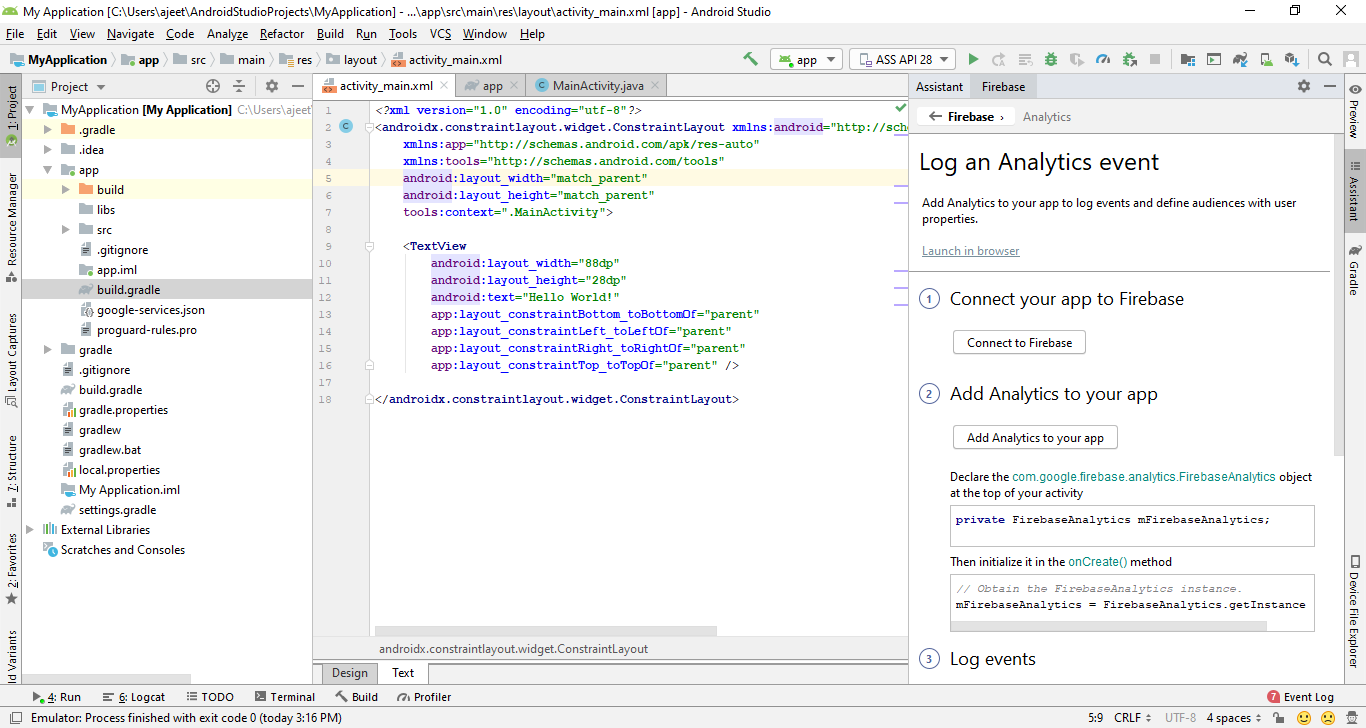 My Application [C:\Users\ajeet\AndroidStudioProjects\MyApplication] - ...\app\src\main\res\layout\activity_main.xml [app] - Android Studio
File Edit View Navigate Code Analyze Refactor Build Run Tools VCS Window Help
MyApplication app src main res layout activity_main.xml app ASS API 28
1: Project
Resource Manager
Layout Captures
7: Structure
2: Favorites
ld Variants
Project
MyApplication [My Application] C:\Users\ajeet
.gradle
.idea
app
build
libs
src
.gitignore
app.iml
build.gradle
google-services.json
proguard-rules.pro
gradle
.gitignore
build.gradle
gradle.properties
gradlew
gradlew.bat
local.properties
My Application.iml
settings.gradle
External Libraries
Scratches and Consoles
activity_main.xml app MainActivity.java
1 <?xml version="1.0" encoding="utf-8"?>
2 <androidx.constraintlayout.widget.ConstraintLayout xmlns:android="http://sch
3 xmlns:app="http://schemas.android.com/apk/res-auto"
4 xmlns:tools="http://schemas.android.com/tools"
5 android:layout_width="match_parent"
6 android:layout_height="match_parent"
7 tools:context=".MainActivity">
8
9 <TextView
10 android:layout_width="88dp"
11 android:layout_height="28dp"
12 android:text="Hello World!"
13 app:layout_constraintBottom_toBottomOf="parent"
14 app:layout_constraintLeft_toLeftOf="parent"
15 app:layout_constraintRight_toRightOf="parent"
16 app:layout_constraintTop_toTopOf="parent" />
17
18 </androidx.constraintlayout.widget.ConstraintLayout>
androidx.constraintlayout.widget.ConstraintLayout
Design Text
Assistant Firebase
← Firebase › Analytics
Log an Analytics event
Add Analytics to your app to log events and define audiences with user
properties.
Launch in browser
1 Connect your app to Firebase
Connect to Firebase
2 Add Analytics to your app
Add Analytics to your app
Declare the com.google.firebase.analytics.FirebaseAnalytics object
at the top of your activity
private FirebaseAnalytics mFirebaseAnalytics;
Then initialize it in the onCreate() method
// Obtain the FirebaseAnalytics instance.
mFirebaseAnalytics = FirebaseAnalytics.getInstance
3 Log events
Preview
Assistant
Gradle
Device File Explorer
4: Run 6: Logcat TODO Terminal Build Profiler 7 Event Log
Emulator: Process finished with exit code 0 (today 3:16 PM) 5:9 CRLF UTF-8 4 spaces